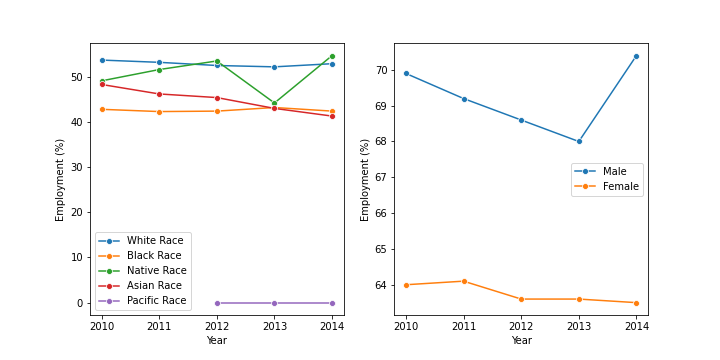 Employment (%)
50
40
30
20
10
0
White Race
Black Race
Native Race
Asian Race
Pacific Race
2010 2011 2012 2013 2014
Year
Employment (%)
70
69
68
67
66
65
64
Male
Female
2010 2011 2012 2013 2014
Year